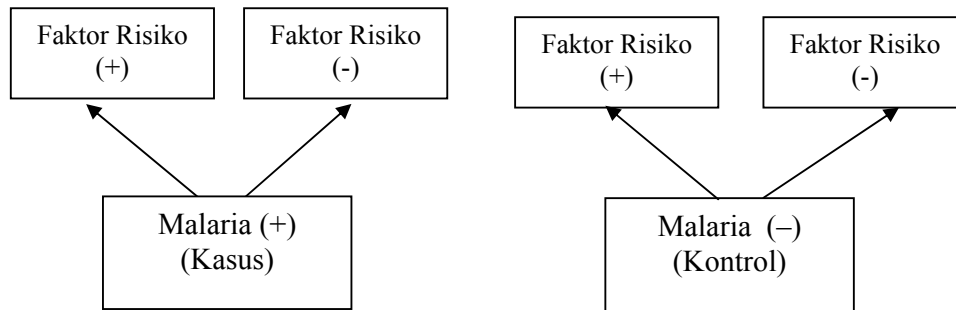 Faktor Risiko
(+)
Faktor Risiko
(-)
Faktor Risiko
(+)
Faktor Risiko
(-)
Malaria (+)
(Kasus)
Malaria (–)
(Kontrol)